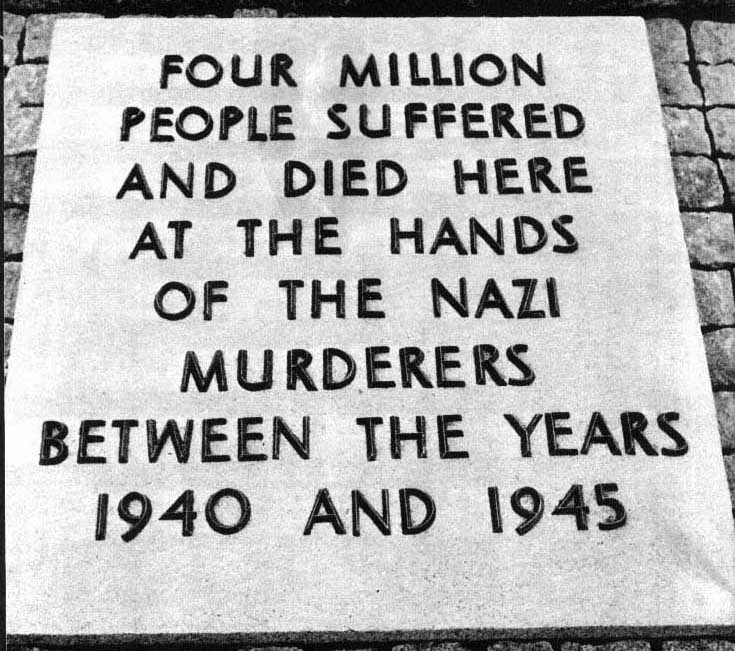 FOUR MILLION
PEOPLE SUFFERED
AND DIED HERE
AT THE HANDS
OF THE NAZI
MURDERERS
BETWEEN THE YEARS
1940 AND 1945